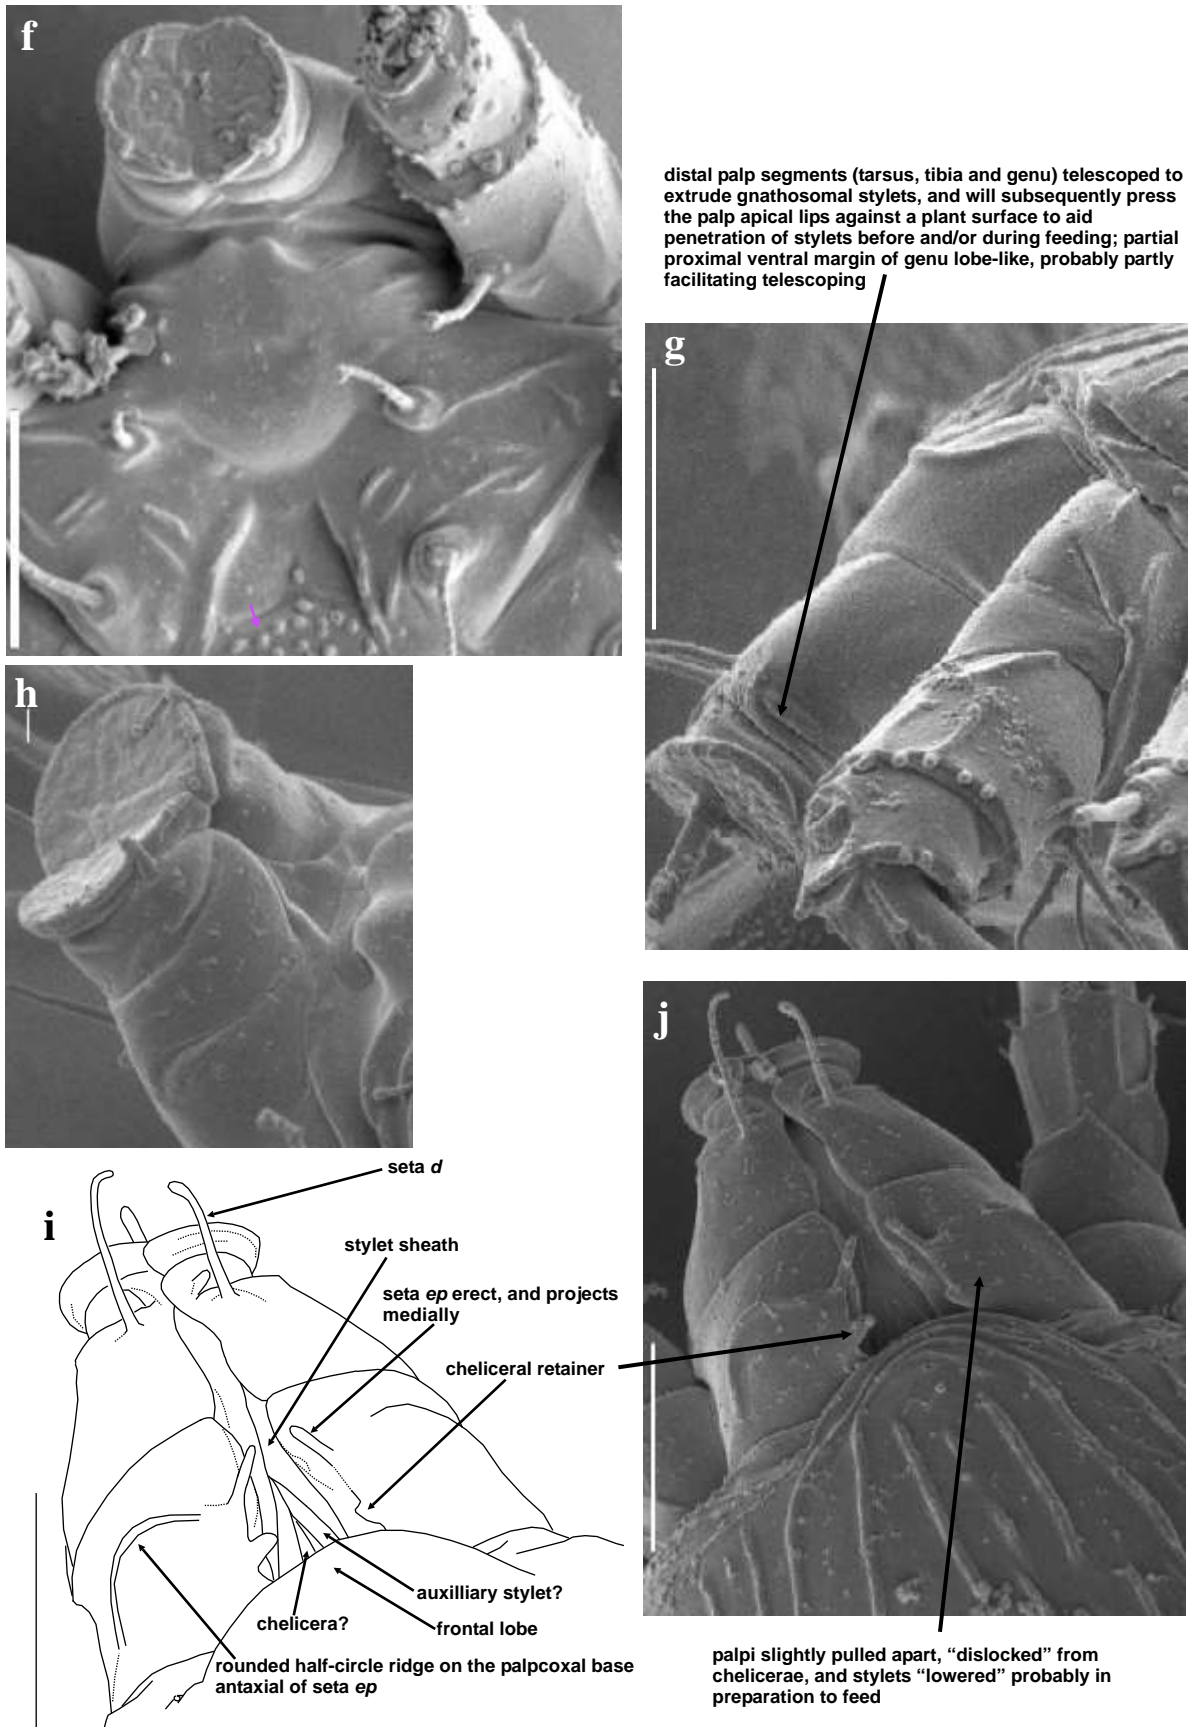 f
distal palp segments (tarsus, tibia and genu) telescoped to
extrude gnathosomal stylets, and will subsequently press
the palp apical lips against a plant surface to aid
penetration of stylets before and/or during feeding; partial
proximal ventral margin of genu lobe-like, probably partly
facilitating telescoping
g
h
j
i
seta d
stylet sheath
seta ep erect, and projects
medially
cheliceral retainer
auxilliary stylet?
chelicera?
frontal lobe
rounded half-circle ridge on the palpcoxal base
antaxial of seta ep
palpi slightly pulled apart, “dislocked” from
chelicerae, and stylets “lowered” probably in
preparation to feed